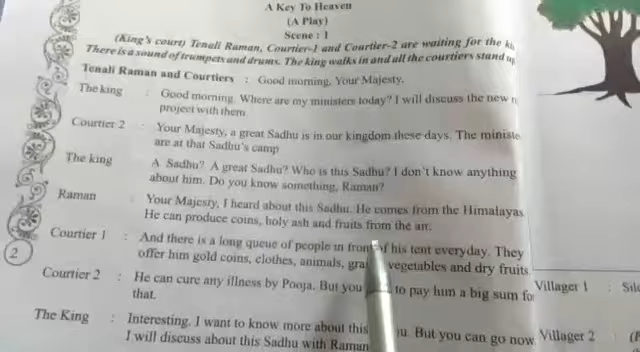 A Key To Heaven
(A Play)
Scene : 1
(King's court) Tenali Raman, Courtier-1 and Courtier-2 are waiting for the
There is a sound of trumpets and drums. The king walks in and all the courtiers stand
Tenali Raman and Courtiers : Good morning, Your Majesty.
The king : Good morning. Where are my ministers today? I will discuss the new
project with them.
Courtier 2 : Your Majesty, a great Sadhu is in our kingdom these days. The
are at that Sadhu's camp
The king : A Sadhu? A great Sadhu? Who is this Sadhu? I don't know anything
about him. Do you know something, Raman?
Raman : Your Majesty, I heard about this Sadhu. He comes from the Himalayas.
He can produce coins, holy ash and fruits from the air.
Courtier 1 : And there is a long queue of people in front of his tent everyday. They
offer him gold coins, clothes, animals, vegetables and dry fruits.
2
Courtier 2 : He can cure any illness by Pooja. But you to pay him a big sum for
that.
The King : Interesting. I want to know more about this But you can go now.
I will discuss about this Sadhu with Raman
Villager 1 :
Villager 2 :